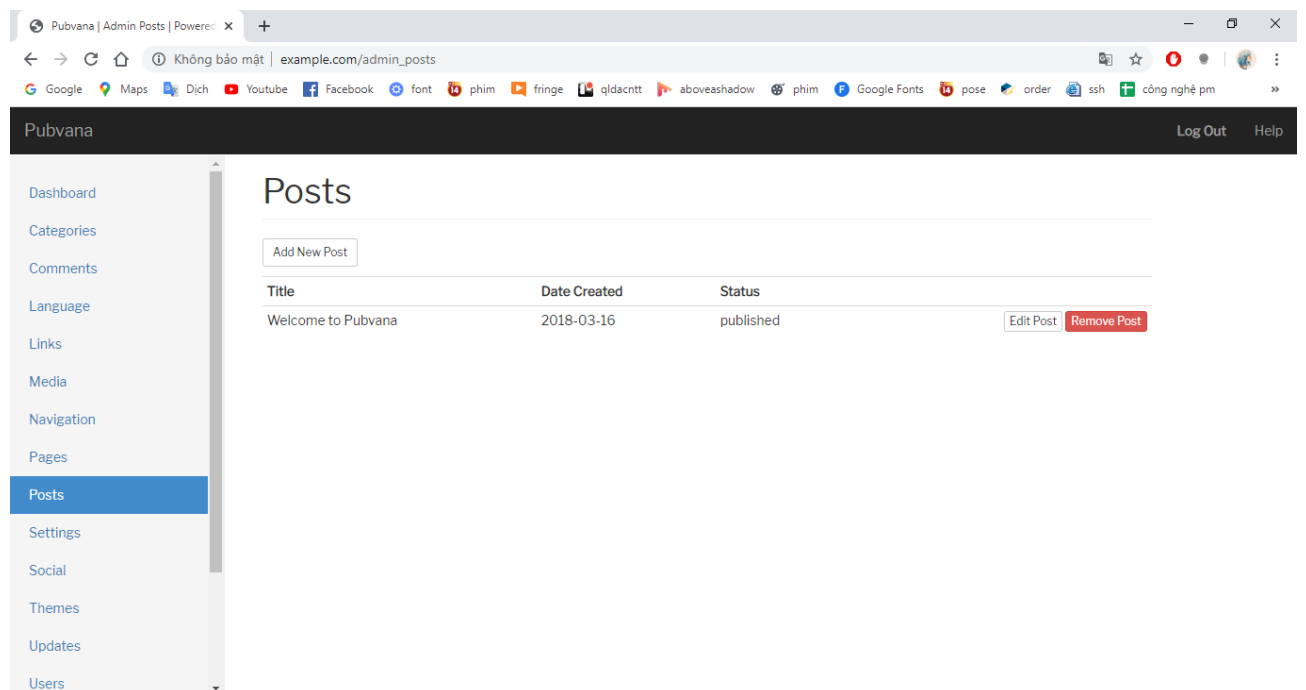 Pubvana | Admin Posts | Powered
Không bảo mật | example.com/admin_posts
Google Maps Dịch Youtube Facebook font phim fringe qldacntt aboveashadow phim Google Fonts pose order ssh công nghệ pm »
Pubvana Log Out Help
Dashboard
Categories
Comments
Language
Links
Media
Navigation
Pages
Posts
Settings
Social
Themes
Updates
Users
Posts
Add New Post
Title Date Created Status
Welcome to Pubvana 2018-03-16 published Edit Post Remove Post